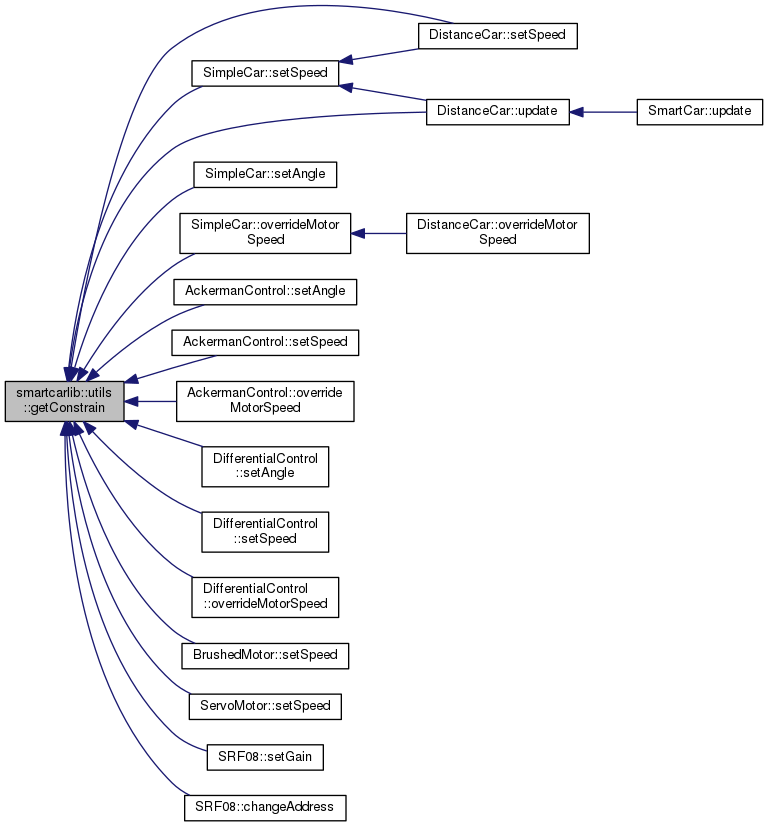 DistanceCar::setSpeed
SimpleCar::setSpeed
DistanceCar::update
SmartCar::update
SimpleCar::setAngle
SimpleCar::overrideMotor
Speed
DistanceCar::overrideMotor
Speed
AckermanControl::setAngle
AckermanControl::setSpeed
smartcarlib::utils
::getConstrain
AckermanControl::override
MotorSpeed
DifferentialControl
::setAngle
DifferentialControl
::setSpeed
DifferentialControl
::overrideMotorSpeed
BrushedMotor::setSpeed
ServoMotor::setSpeed
SRF08::setGain
SRF08::changeAddress